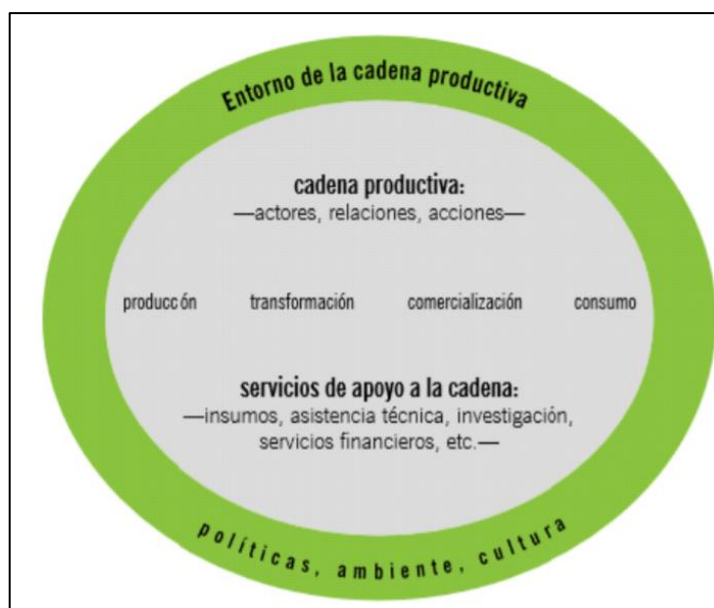 Entorno de la cadena productiva
cadena productiva:
—actores, relaciones, acciones—
producc ón transformación comercialización consumo
servicios de apoyo a la cadena:
—insumos, asistencia técnica, investigación,
servicios financieros, etc.—
políticas, ambiente, cultura